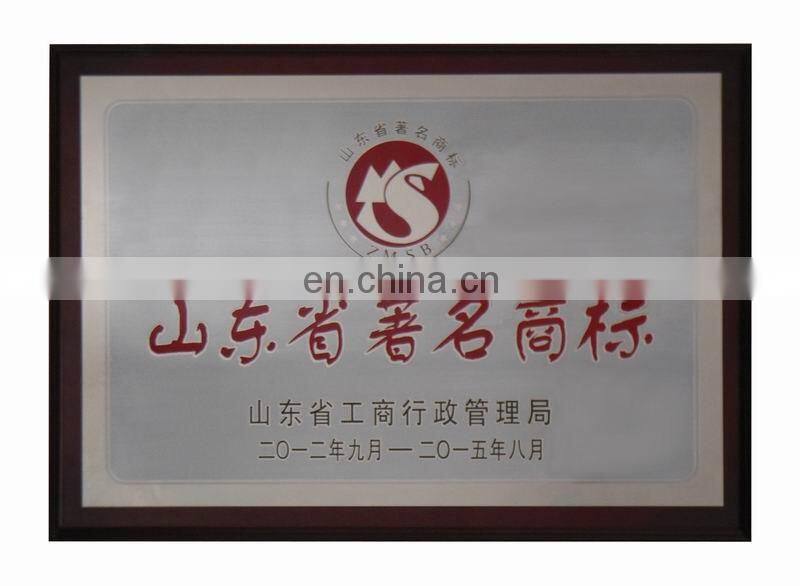 山东省著名商标
ZMSB
en.china.cn
山东省著名商标
山东省工商行政管理局
二〇一二年九月—二〇一五年八月